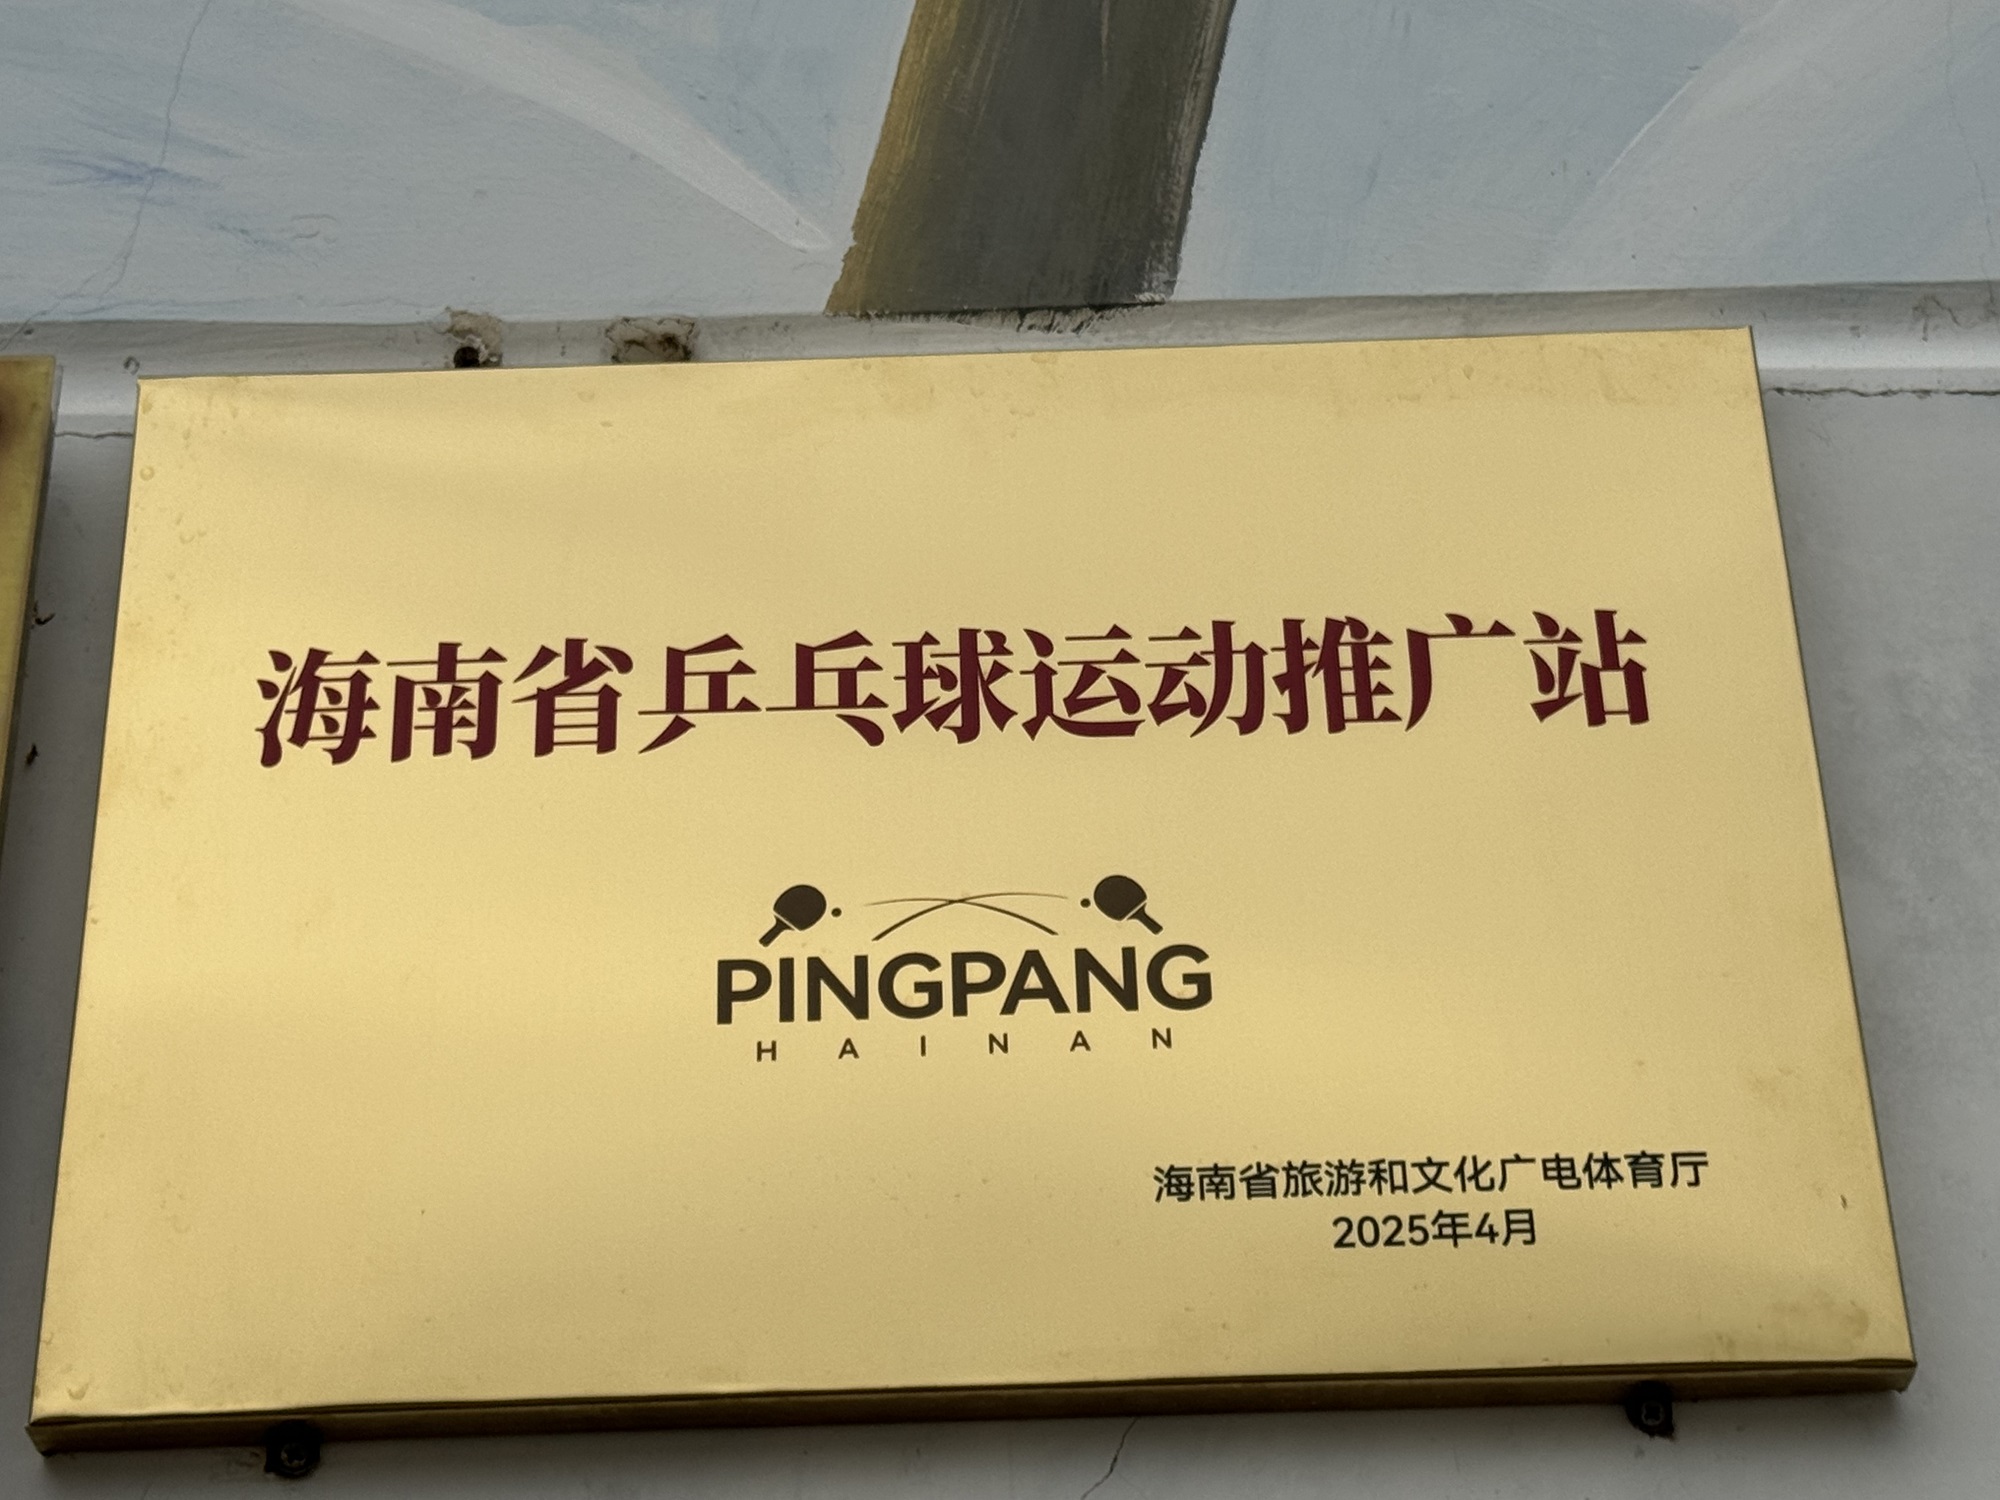 海南省乒乓球运动推广站
PINGPANG
HAINAN
海南省旅游和文化广电体育厅
2025年4月